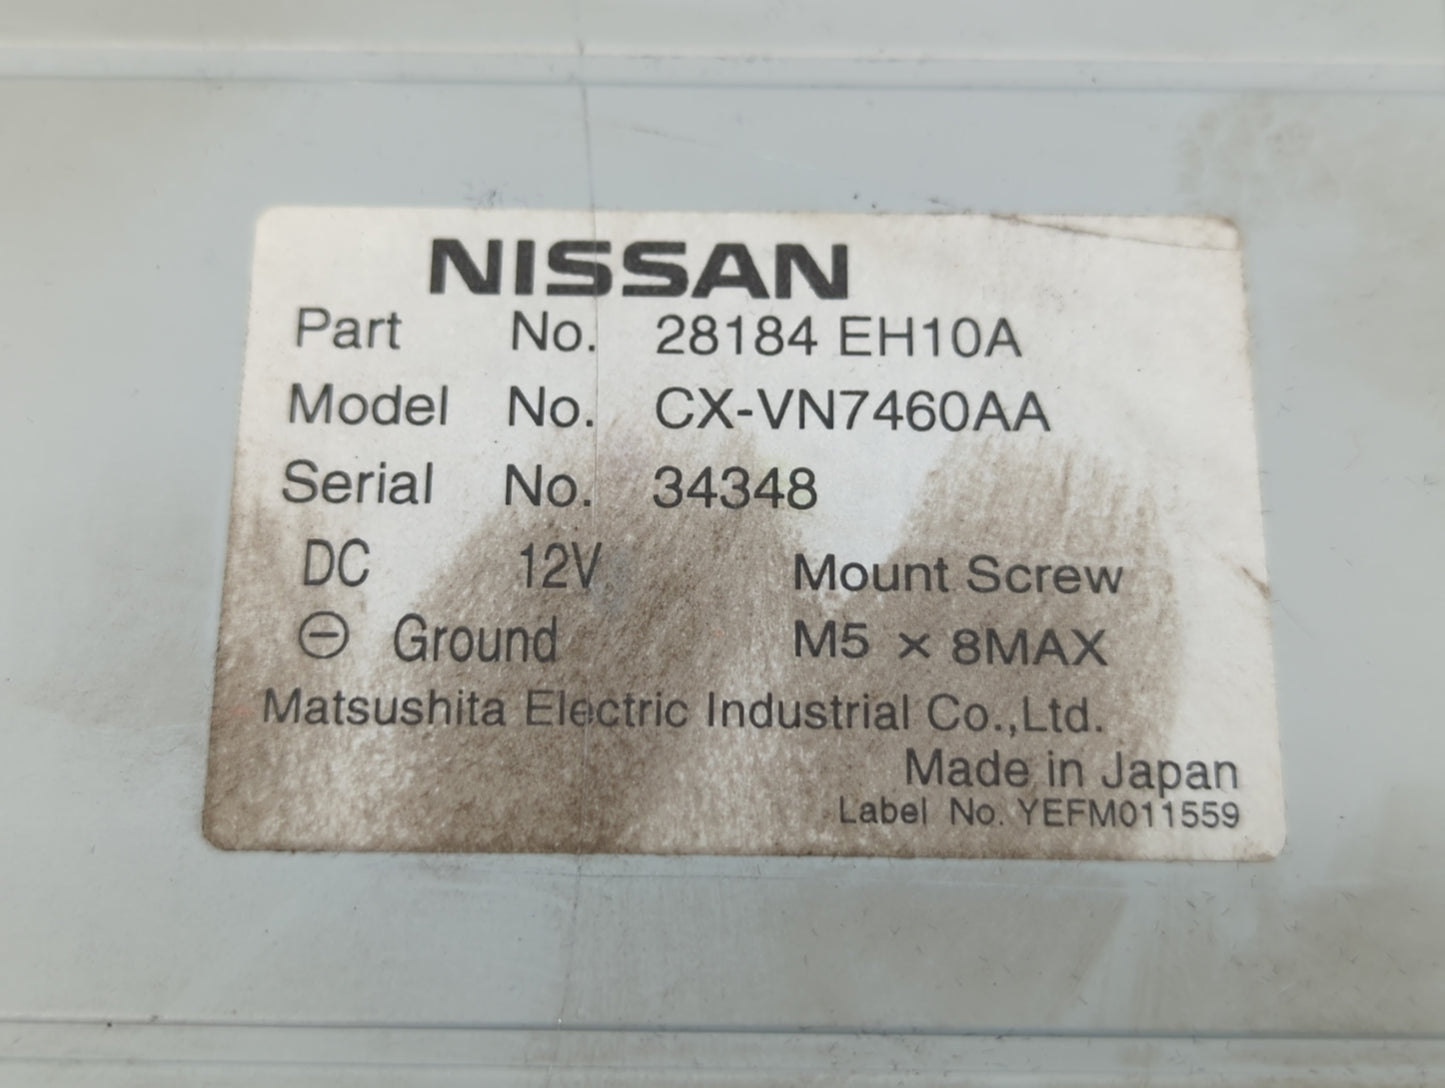 NISSAN
Part No. 28184 EH10A
Model No. CX-VN7460AA
Serial No. 34348
DC 12V Mount Screw
⊖ Ground M5 × 8MAX
Matsushita Electric Industrial Co.,Ltd.
Made in Japan
Label No. YEFM011559